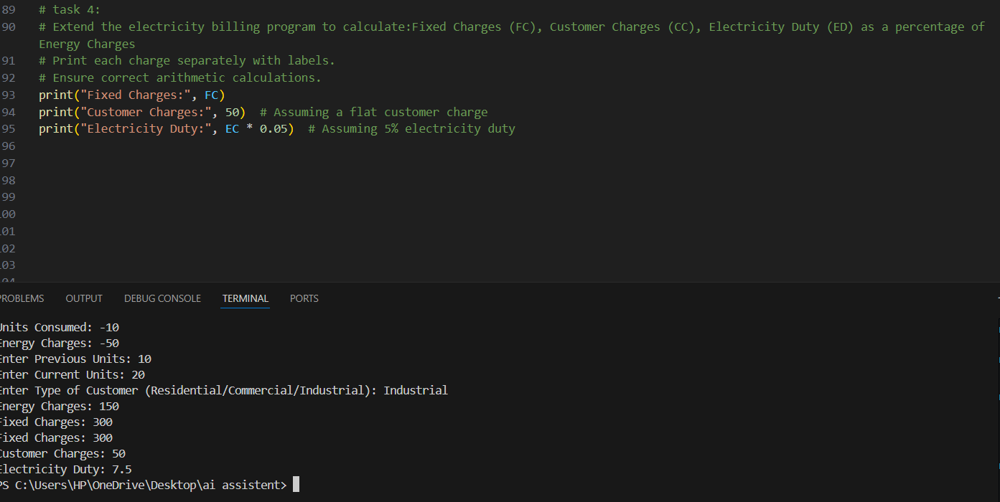 89 # task 4:
90 # Extend the electricity billing program to calculate:Fixed Charges (FC), Customer Charges (CC), Electricity Duty (ED) as a percentage of
Energy Charges
91 # Print each charge separately with labels.
92 # Ensure correct arithmetic calculations.
93 print("Fixed Charges:", FC)
94 print("Customer Charges:", 50)  # Assuming a flat customer charge
95 print("Electricity Duty:", EC * 0.05)  # Assuming 5% electricity duty
96
97
98
99
00
01
02
03
04
PROBLEMS OUTPUT DEBUG CONSOLE TERMINAL PORTS
Units Consumed: -10
Energy Charges: -50
Enter Previous Units: 10
Enter Current Units: 20
Enter Type of Customer (Residential/Commercial/Industrial): Industrial
Energy Charges: 150
Fixed Charges: 300
Fixed Charges: 300
Customer Charges: 50
Electricity Duty: 7.5
PS C:\Users\HP\OneDrive\Desktop\ai assistent>